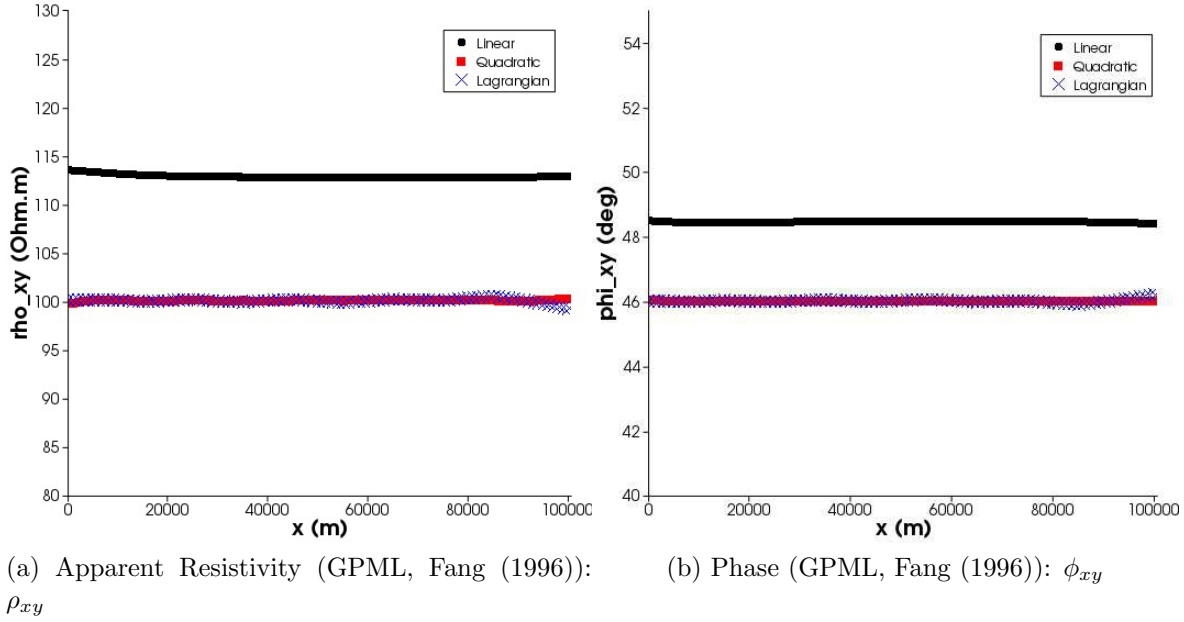 130
125
120
115
110
105
100
95
90
85
80
rho_xy (Ohm.m)
Linear
Quadratic
Lagrangian
0
20000
40000
60000
80000
100000
x (m)
54
52
50
48
46
44
42
40
phi_xy (deg)
Linear
Quadratic
Lagrangian
0
20000
40000
60000
80000
100000
x (m)
(a) Apparent Resistivity (GPML, Fang (1996)):
ρxy
(b) Phase (GPML, Fang (1996)): ϕxy